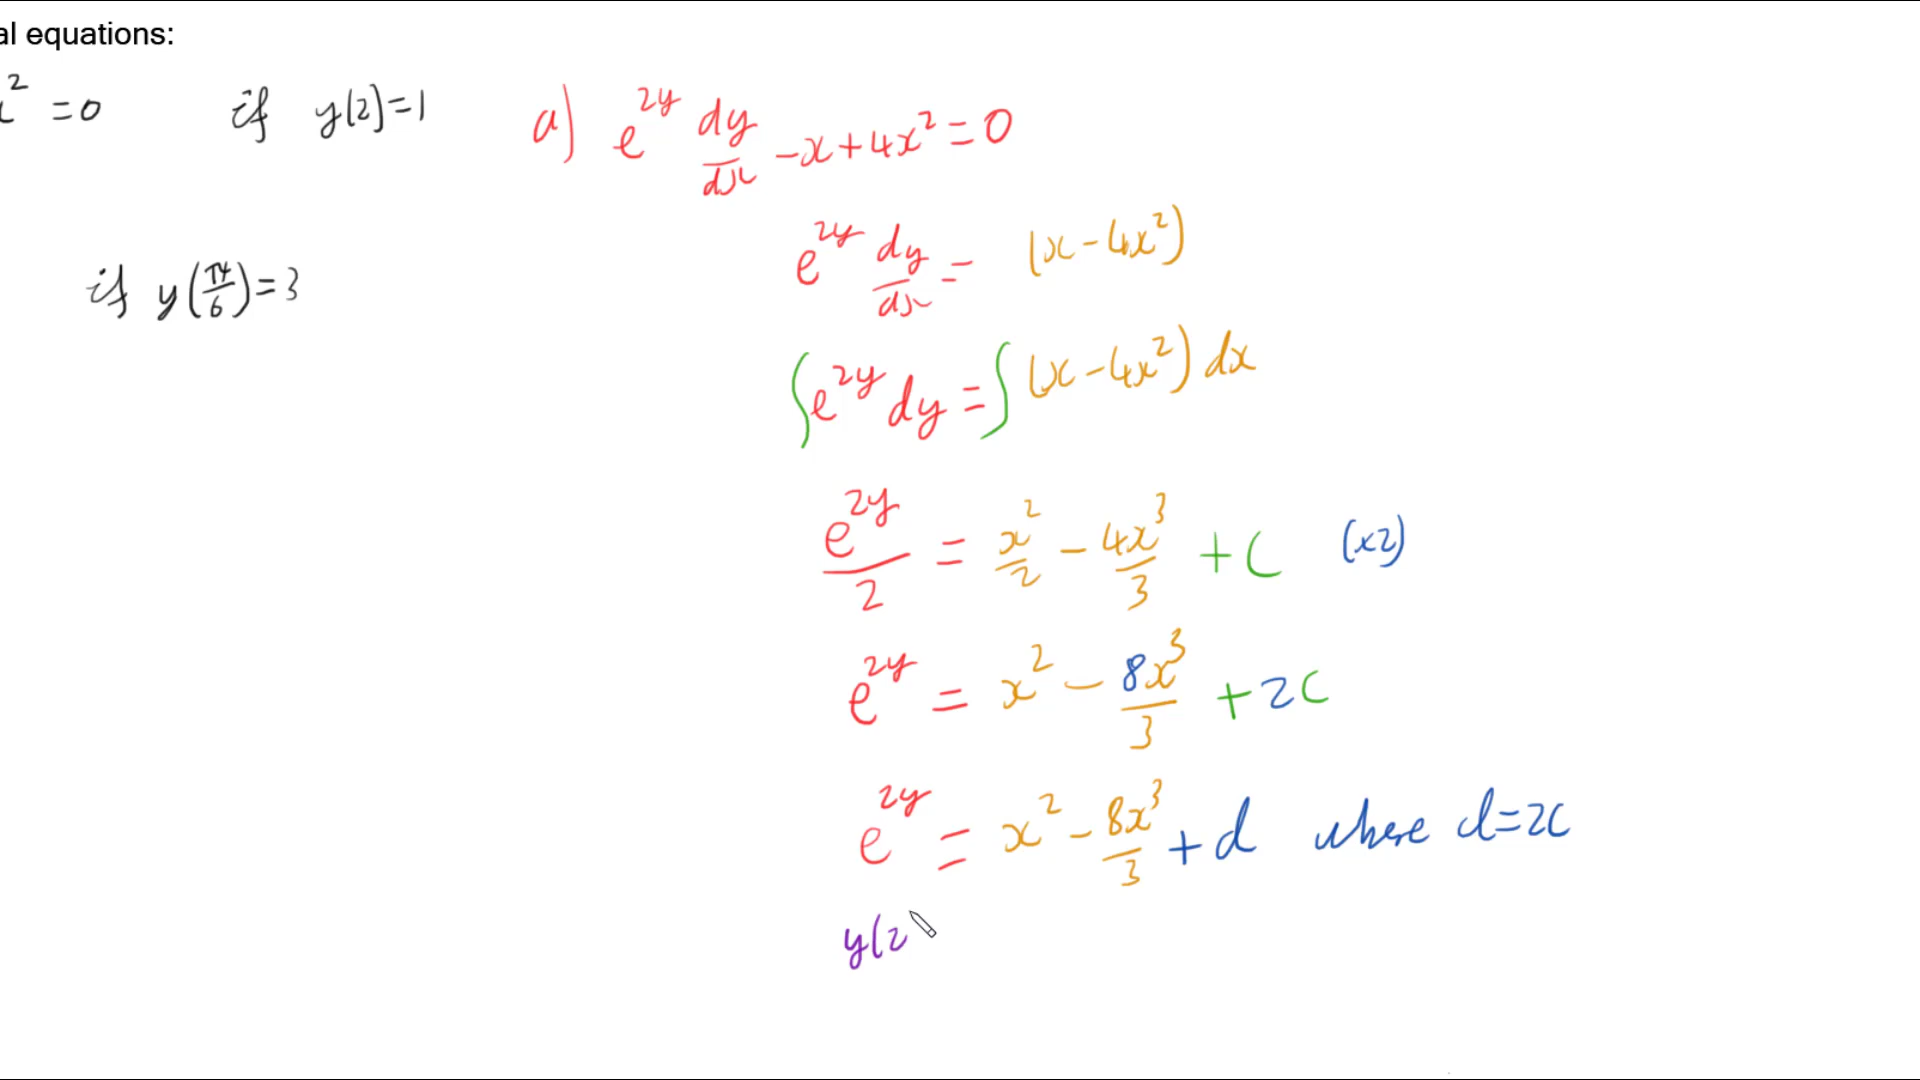 al equations:
x² = 0 if y(2) = 1
if y(π/6) = 3
a) e^{2y} dy/dx - x + 4x² = 0
e^{2y} dy/dx = (x - 4x²)
∫e^{2y} dy = ∫(x - 4x²) dx
e^{2y}/2 = x²/2 - 4x³/3 + C (×2)
e^{2y} = x² - 8x³/3 + 2C
e^{2y} = x² - 8x³/3 + d where d = 2C
y(2